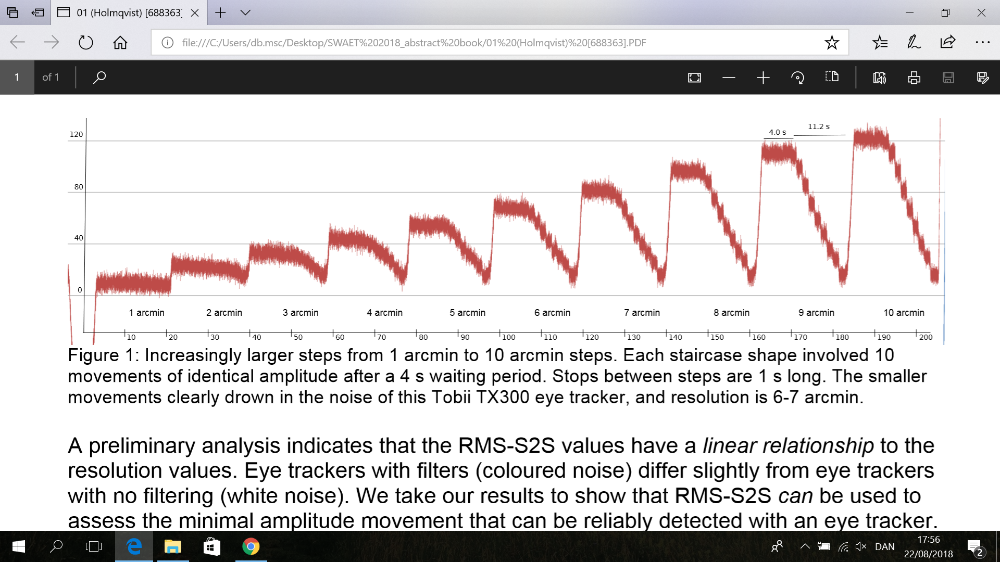 01 (Holmqvist) [688363]
file:///C:/Users/db.msc/Desktop/SWAET%202018_abstract%20book/01%20(Holmqvist)%20[688363].PDF
1 of 1
4.0 s
11.2 s
120
80
40
0
1 arcmin 2 arcmin 3 arcmin 4 arcmin 5 arcmin 6 arcmin 7 arcmin 8 arcmin 9 arcmin 10 arcmin
10 20 30 40 50 60 70 80 90 100 110 120 130 140 150 160 170 180 190 200
Figure 1: Increasingly larger steps from 1 arcmin to 10 arcmin steps. Each staircase shape involved 10
movements of identical amplitude after a 4 s waiting period. Stops between steps are 1 s long. The smaller
movements clearly drown in the noise of this Tobii TX300 eye tracker, and resolution is 6-7 arcmin.
A preliminary analysis indicates that the RMS-S2S values have a linear relationship to the
resolution values. Eye trackers with filters (coloured noise) differ slightly from eye trackers
with no filtering (white noise). We take our results to show that RMS-S2S can be used to
assess the minimal amplitude movement that can be reliably detected with an eye tracker.
DAN
17:56
22/08/2018
2